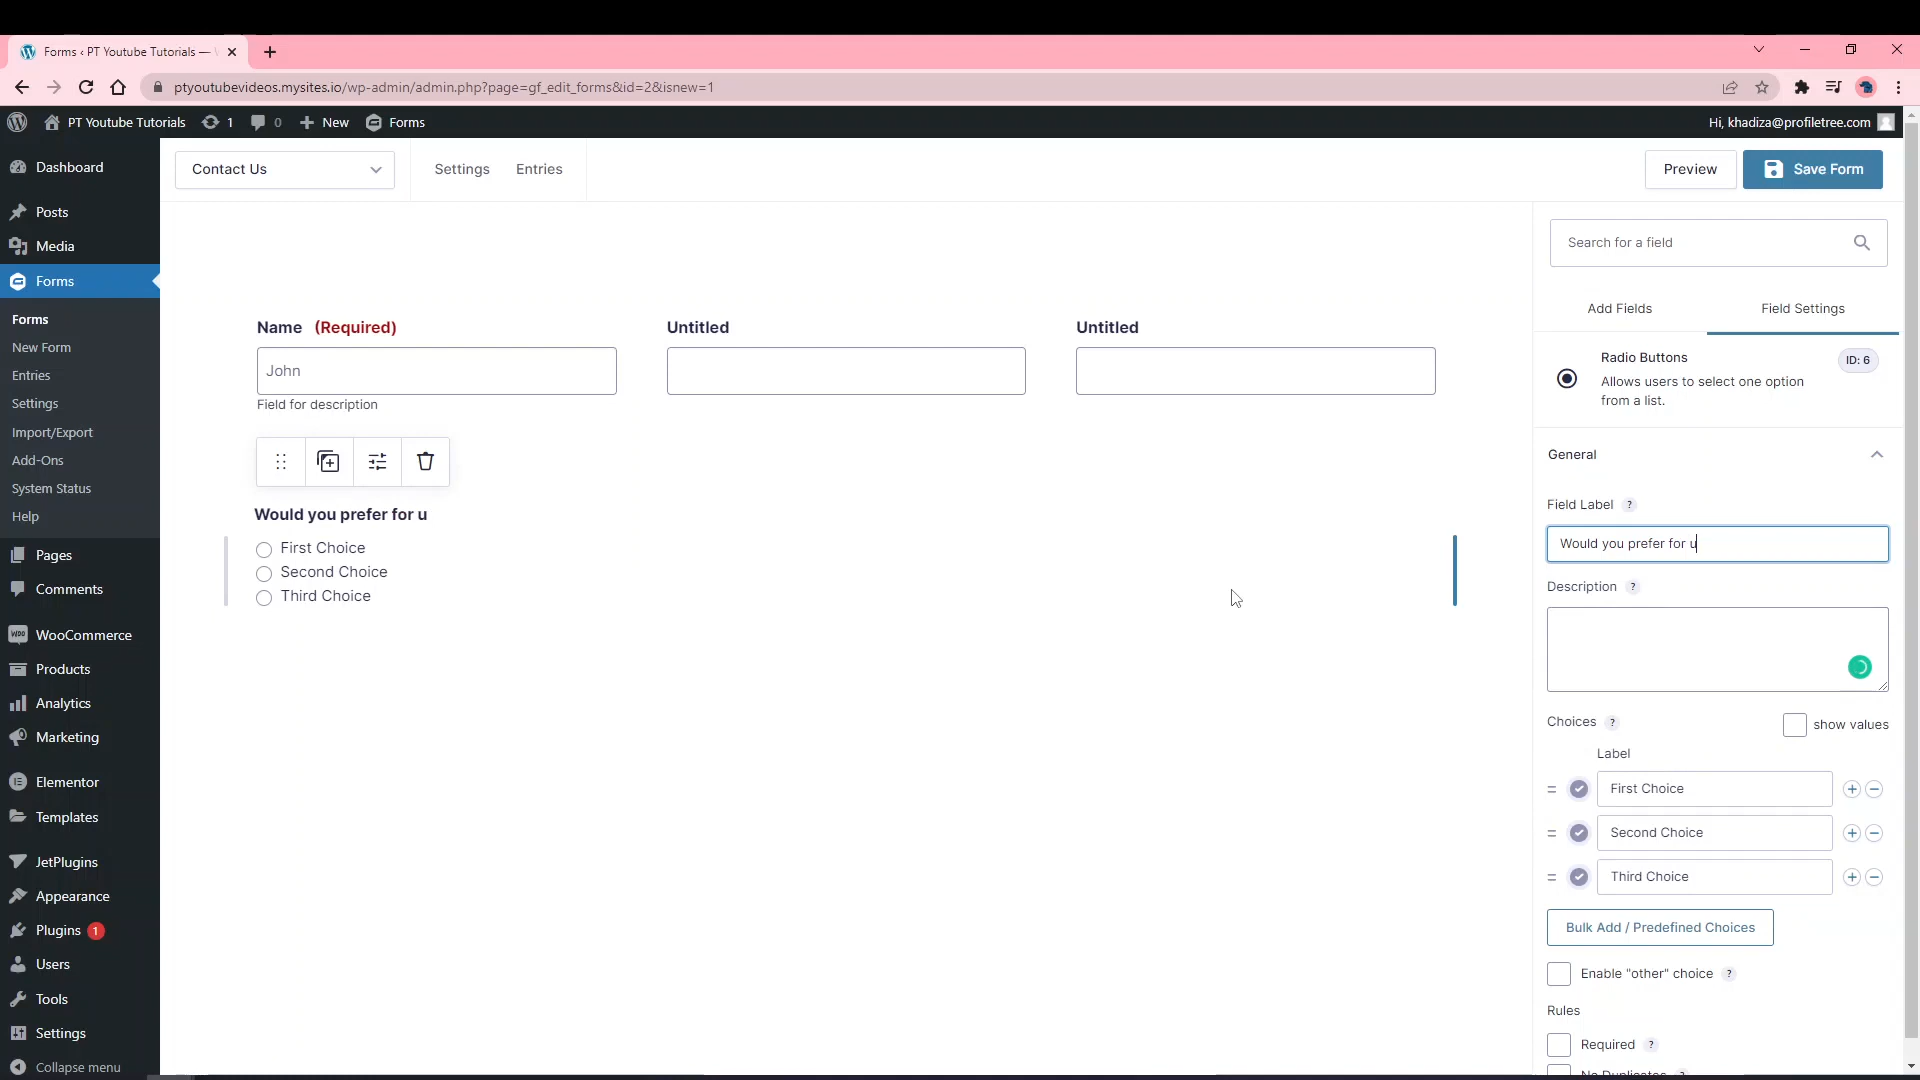 Forms ‹ PT Youtube Tutorials —
ptyoutubevideos.mysites.io/wp-admin/admin.php?page=gf_edit_forms&id=2&isnew=1
PT Youtube Tutorials 1 0 New Forms
Hi, khadiza@profiletree.com
Dashboard
Posts
Media
Forms
Forms
New Form
Entries
Settings
Import/Export
Add-Ons
System Status
Help
Pages
Comments
WooCommerce
Products
Analytics
Marketing
Elementor
Templates
JetPlugins
Appearance
Plugins 1
Users
Tools
Settings
Collapse menu
Contact Us
Settings
Entries
Preview
Save Form
Name (Required)
John
Field for description
Untitled
Untitled
Would you prefer for u
First Choice
Second Choice
Third Choice
Search for a field
Add Fields
Field Settings
Radio Buttons
ID: 6
Allows users to select one option
from a list.
General
Field Label ?
Would you prefer for u
Description ?
Choices ?
show values
Label
First Choice
Second Choice
Third Choice
Bulk Add / Predefined Choices
Enable "other" choice ?
Rules
Required ?
No Duplicates ?